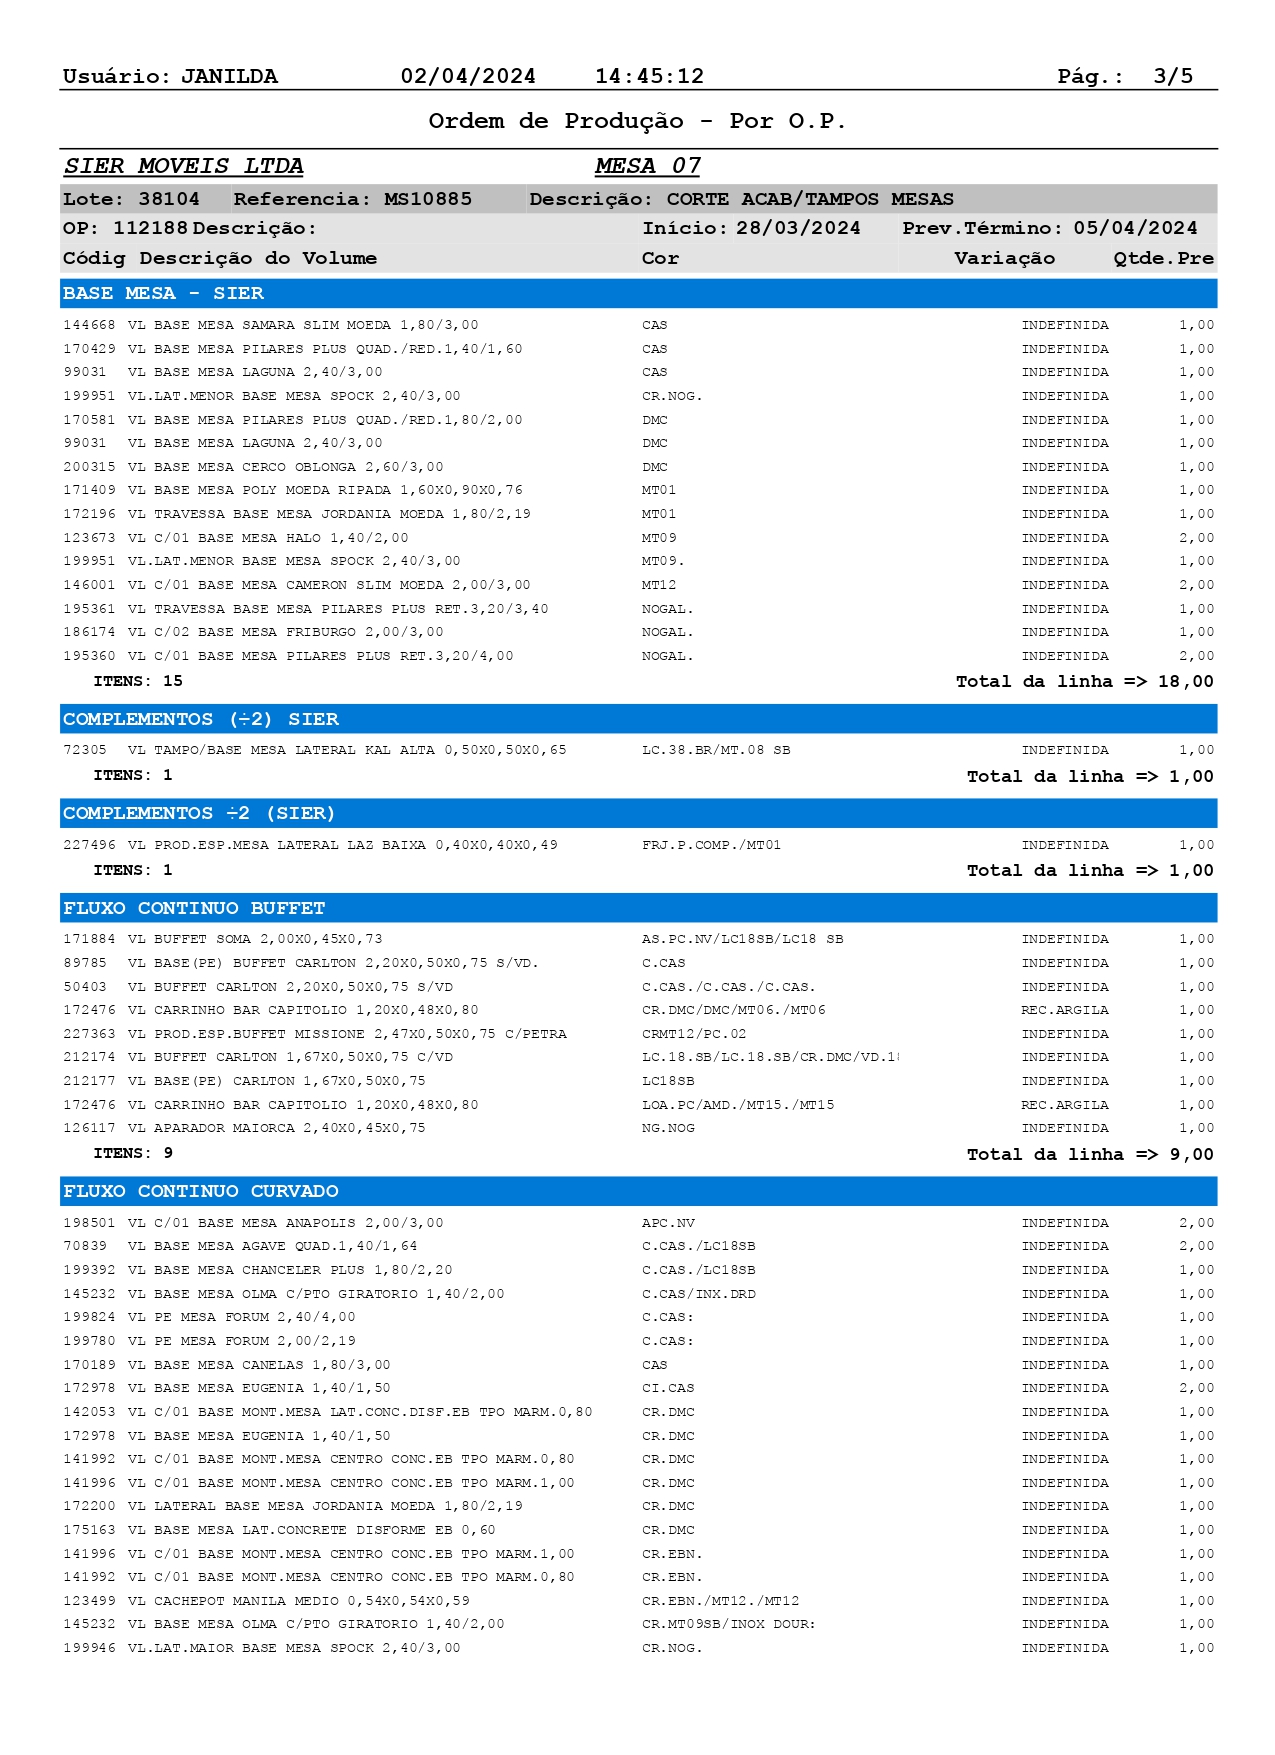 Usuário: JANILDA 02/04/2024 14:45:12 Pág.: 3/5
Ordem de Produção - Por O.P.
SIER MOVEIS LTDA MESA 07
Lote: 38104 Referencia: MS10885 Descrição: CORTE ACAB/TAMPOS MESAS
OP: 112188 Descrição: Início: 28/03/2024 Prev.Término: 05/04/2024
Códig Descrição do Volume Cor Variação Qtde.Pre
BASE MESA - SIER
144668 VL BASE MESA SAMARA SLIM MOEDA 1,80/3,00 CAS INDEFINIDA 1,00
170429 VL BASE MESA PILARES PLUS QUAD./RED.1,40/1,60 CAS INDEFINIDA 1,00
99031 VL BASE MESA LAGUNA 2,40/3,00 CAS INDEFINIDA 1,00
199951 VL.LAT.MENOR BASE MESA SPOCK 2,40/3,00 CR.NOG. INDEFINIDA 1,00
170581 VL BASE MESA PILARES PLUS QUAD./RED.1,80/2,00 DMC INDEFINIDA 1,00
99031 VL BASE MESA LAGUNA 2,40/3,00 DMC INDEFINIDA 1,00
200315 VL BASE MESA CERCO OBLONGA 2,60/3,00 DMC INDEFINIDA 1,00
171409 VL BASE MESA POLY MOEDA RIPADA 1,60X0,90X0,76 MT01 INDEFINIDA 1,00
172196 VL TRAVESSA BASE MESA JORDANIA MOEDA 1,80/2,19 MT01 INDEFINIDA 1,00
123673 VL C/01 BASE MESA HALO 1,40/2,00 MT09 INDEFINIDA 2,00
199951 VL.LAT.MENOR BASE MESA SPOCK 2,40/3,00 MT09. INDEFINIDA 1,00
146001 VL C/01 BASE MESA CAMERON SLIM MOEDA 2,00/3,00 MT12 INDEFINIDA 2,00
195361 VL TRAVESSA BASE MESA PILARES PLUS RET.3,20/3,40 NOGAL. INDEFINIDA 1,00
186174 VL C/02 BASE MESA FRIBURGO 2,00/3,00 NOGAL. INDEFINIDA 1,00
195360 VL C/01 BASE MESA PILARES PLUS RET.3,20/4,00 NOGAL. INDEFINIDA 2,00
ITENS: 15 Total da linha => 18,00
COMPLEMENTOS (÷2) SIER
72305 VL TAMPO/BASE MESA LATERAL KAL ALTA 0,50X0,50X0,65 LC.38.BR/MT.08 SB INDEFINIDA 1,00
ITENS: 1 Total da linha => 1,00
COMPLEMENTOS ÷2 (SIER)
227496 VL PROD.ESP.MESA LATERAL LAZ BAIXA 0,40X0,40X0,49 FRJ.P.COMP./MT01 INDEFINIDA 1,00
ITENS: 1 Total da linha => 1,00
FLUXO CONTINUO BUFFET
171884 VL BUFFET SOMA 2,00X0,45X0,73 AS.PC.NV/LC18SB/LC18 SB INDEFINIDA 1,00
89785 VL BASE(PE) BUFFET CARLTON 2,20X0,50X0,75 S/VD. C.CAS INDEFINIDA 1,00
50403 VL BUFFET CARLTON 2,20X0,50X0,75 S/VD C.CAS./C.CAS./C.CAS. INDEFINIDA 1,00
172476 VL CARRINHO BAR CAPITOLIO 1,20X0,48X0,80 CR.DMC/DMC/MT06./MT06 REC.ARGILA 1,00
227363 VL PROD.ESP.BUFFET MISSIONE 2,47X0,50X0,75 C/PETRA CRMT12/PC.02 INDEFINIDA 1,00
212174 VL BUFFET CARLTON 1,67X0,50X0,75 C/VD LC.18.SB/LC.18.SB/CR.DMC/VD.1 INDEFINIDA 1,00
212177 VL BASE(PE) CARLTON 1,67X0,50X0,75 LC18SB INDEFINIDA 1,00
172476 VL CARRINHO BAR CAPITOLIO 1,20X0,48X0,80 LOA.PC/AMD./MT15./MT15 REC.ARGILA 1,00
126117 VL APARADOR MAIORCA 2,40X0,45X0,75 NG.NOG INDEFINIDA 1,00
ITENS: 9 Total da linha => 9,00
FLUXO CONTINUO CURVADO
198501 VL C/01 BASE MESA ANAPOLIS 2,00/3,00 APC.NV INDEFINIDA 2,00
70839 VL BASE MESA AGAVE QUAD.1,40/1,64 C.CAS./LC18SB INDEFINIDA 2,00
199392 VL BASE MESA CHANCELER PLUS 1,80/2,20 C.CAS./LC18SB INDEFINIDA 1,00
145232 VL BASE MESA OLMA C/PTO GIRATORIO 1,40/2,00 C.CAS/INX.DRD INDEFINIDA 1,00
199824 VL PE MESA FORUM 2,40/4,00 C.CAS: INDEFINIDA 1,00
199780 VL PE MESA FORUM 2,00/2,19 C.CAS: INDEFINIDA 1,00
170189 VL BASE MESA CANELAS 1,80/3,00 CAS INDEFINIDA 1,00
172978 VL BASE MESA EUGENIA 1,40/1,50 CI.CAS INDEFINIDA 2,00
142053 VL C/01 BASE MONT.MESA LAT.CONC.DISF.EB TPO MARM.0,80 CR.DMC INDEFINIDA 1,00
172978 VL BASE MESA EUGENIA 1,40/1,50 CR.DMC INDEFINIDA 1,00
141992 VL C/01 BASE MONT.MESA CENTRO CONC.EB TPO MARM.0,80 CR.DMC INDEFINIDA 1,00
141996 VL C/01 BASE MONT.MESA CENTRO CONC.EB TPO MARM.1,00 CR.DMC INDEFINIDA 1,00
172200 VL LATERAL BASE MESA JORDANIA MOEDA 1,80/2,19 CR.DMC INDEFINIDA 1,00
175163 VL BASE MESA LAT.CONCRETE DISFORME EB 0,60 CR.DMC INDEFINIDA 1,00
141996 VL C/01 BASE MONT.MESA CENTRO CONC.EB TPO MARM.1,00 CR.EBN. INDEFINIDA 1,00
141992 VL C/01 BASE MONT.MESA CENTRO CONC.EB TPO MARM.0,80 CR.EBN. INDEFINIDA 1,00
123499 VL CACHEPOT MANILA MEDIO 0,54X0,54X0,59 CR.EBN./MT12./MT12 INDEFINIDA 1,00
145232 VL BASE MESA OLMA C/PTO GIRATORIO 1,40/2,00 CR.MT09SB/INOX DOUR: INDEFINIDA 1,00
199946 VL.LAT.MAIOR BASE MESA SPOCK 2,40/3,00 CR.NOG. INDEFINIDA 1,00